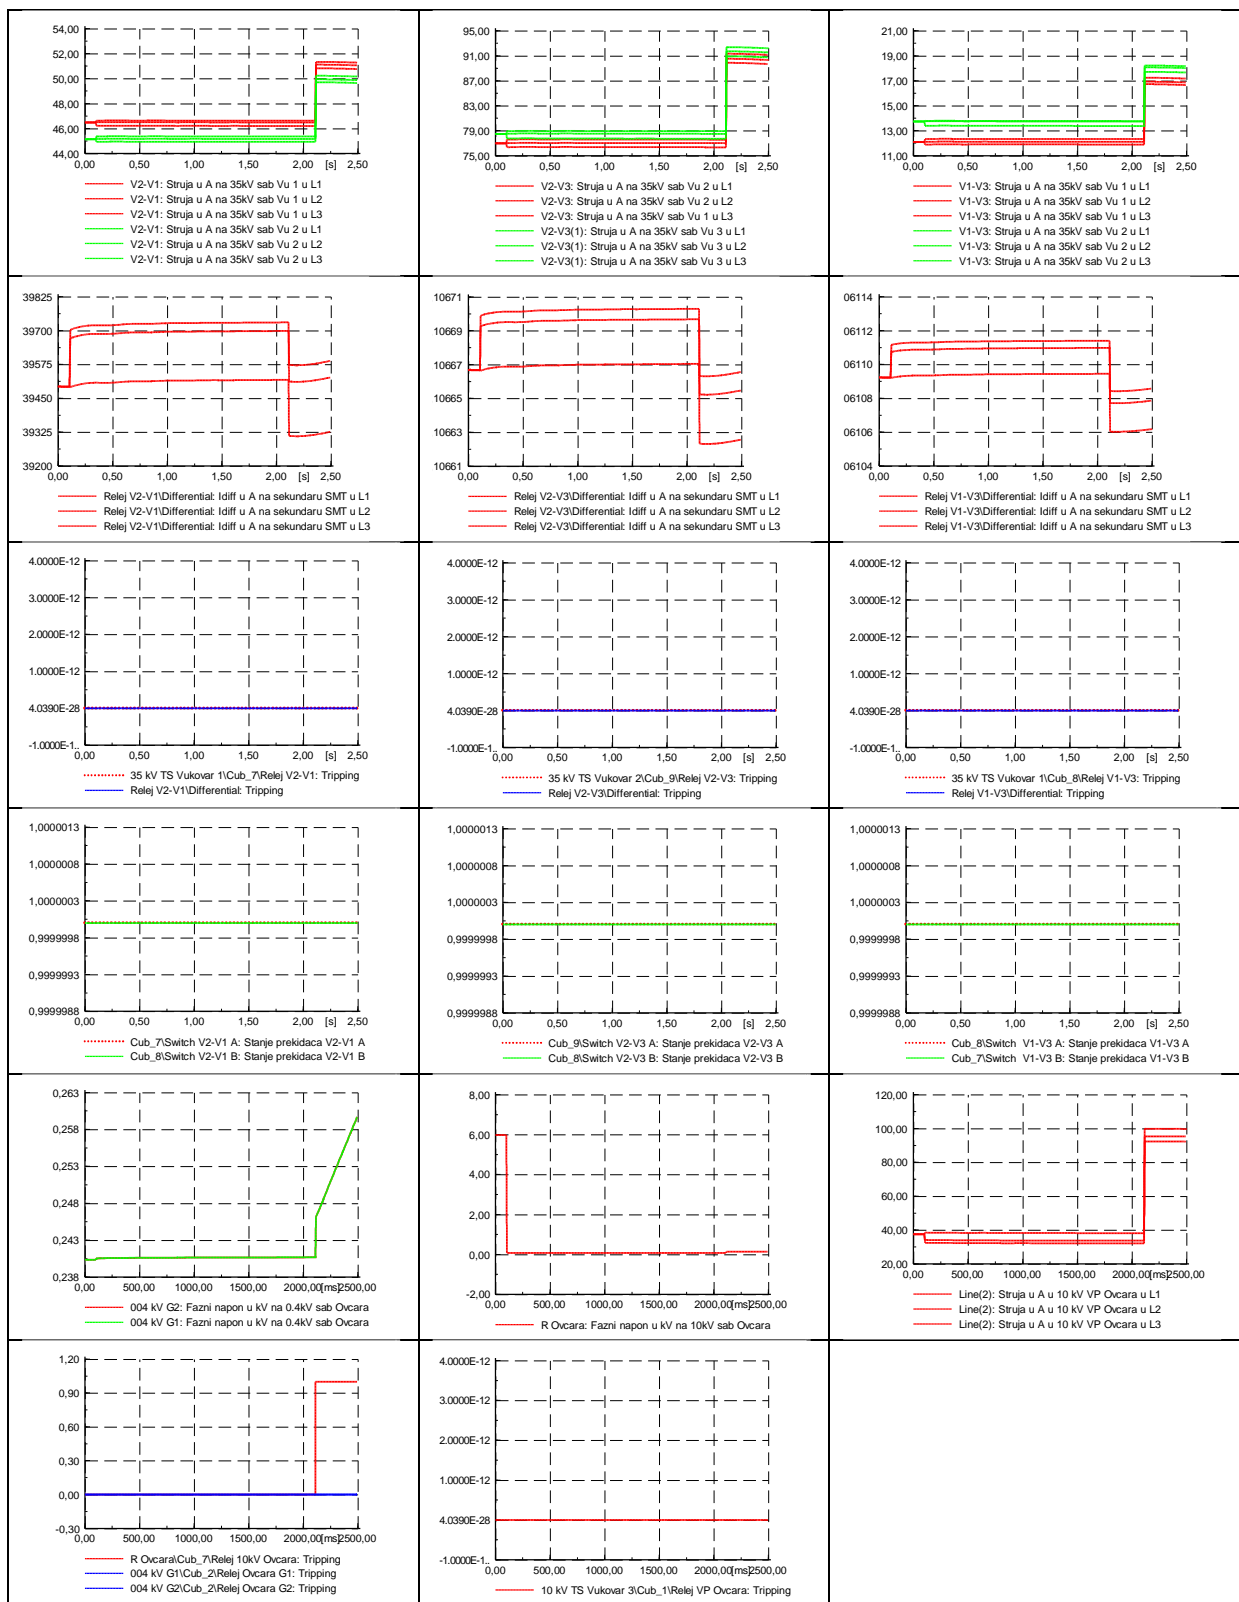 54,00
52,00
50,00
48,00
46,00
44,00
0,00 0,50 1,00 1,50 2,00 [s] 2,50
V2-V1: Struja u A na 35kV sab Vu 1 u L1
V2-V1: Struja u A na 35kV sab Vu 1 u L2
V2-V1: Struja u A na 35kV sab Vu 1 u L3
V2-V1: Struja u A na 35kV sab Vu 2 u L1
V2-V1: Struja u A na 35kV sab Vu 2 u L2
V2-V1: Struja u A na 35kV sab Vu 2 u L3
95,00
91,00
87,00
83,00
79,00
75,00
0,00 0,50 1,00 1,50 2,00 [s] 2,50
V2-V3: Struja u A na 35kV sab Vu 2 u L1
V2-V3: Struja u A na 35kV sab Vu 2 u L2
V2-V3: Struja u A na 35kV sab Vu 1 u L3
V2-V3(1): Struja u A na 35kV sab Vu 3 u L1
V2-V3(1): Struja u A na 35kV sab Vu 3 u L2
V2-V3(1): Struja u A na 35kV sab Vu 3 u L3
21,00
19,00
17,00
15,00
13,00
11,00
0,00 0,50 1,00 1,50 2,00 [s] 2,50
V1-V3: Struja u A na 35kV sab Vu 1 u L1
V1-V3: Struja u A na 35kV sab Vu 1 u L2
V1-V3: Struja u A na 35kV sab Vu 1 u L3
V1-V3: Struja u A na 35kV sab Vu 2 u L1
V1-V3: Struja u A na 35kV sab Vu 2 u L2
V1-V3: Struja u A na 35kV sab Vu 2 u L3
39825
39700
39575
39450
39325
39200
0,00 0,50 1,00 1,50 2,00 [s] 2,50
Relej V2-V1\Differential: Idiff u A na sekundaru SMT u L1
Relej V2-V1\Differential: Idiff u A na sekundaru SMT u L2
Relej V2-V1\Differential: Idiff u A na sekundaru SMT u L3
10671
10669
10667
10665
10663
10661
0,00 0,50 1,00 1,50 2,00 [s] 2,50
Relej V2-V3\Differential: Idiff u A na sekundaru SMT u L1
Relej V2-V3\Differential: Idiff u A na sekundaru SMT u L2
Relej V2-V3\Differential: Idiff u A na sekundaru SMT u L3
06114
06112
06110
06108
06106
06104
0,00 0,50 1,00 1,50 2,00 [s] 2,50
Relej V1-V3\Differential: Idiff u A na sekundaru SMT u L1
Relej V1-V3\Differential: Idiff u A na sekundaru SMT u L2
Relej V1-V3\Differential: Idiff u A na sekundaru SMT u L3
4.0000E-12
3.0000E-12
2.0000E-12
1.0000E-12
4.0390E-28
-1.0000E-1..
0,00 0,50 1,00 1,50 2,00 [s] 2,50
35 kV TS Vukovar 1\Cub_7\Relej V2-V1: Tripping
Relej V2-V1\Differential: Tripping
4.0000E-12
3.0000E-12
2.0000E-12
1.0000E-12
4.0390E-28
-1.0000E-1..
0,00 0,50 1,00 1,50 2,00 [s] 2,50
35 kV TS Vukovar 2\Cub_9\Relej V2-V3: Tripping
Relej V2-V3\Differential: Tripping
4.0000E-12
3.0000E-12
2.0000E-12
1.0000E-12
4.0390E-28
-1.0000E-1..
0,00 0,50 1,00 1,50 2,00 [s] 2,50
35 kV TS Vukovar 1\Cub_8\Relej V1-V3: Tripping
Relej V1-V3\Differential: Tripping
1,0000013
1,0000008
1,0000003
0,9999998
0,9999993
0,9999988
0,00 0,50 1,00 1,50 2,00 [s] 2,50
Cub_7\Switch V2-V1 A: Stanje prekidaca V2-V1 A
Cub_8\Switch V2-V1 B: Stanje prekidaca V2-V1 B
1,0000013
1,0000008
1,0000003
0,9999998
0,9999993
0,9999988
0,00 0,50 1,00 1,50 2,00 [s] 2,50
Cub_9\Switch V2-V3 A: Stanje prekidaca V2-V3 A
Cub_8\Switch V2-V3 B: Stanje prekidaca V2-V3 B
1,0000013
1,0000008
1,0000003
0,9999998
0,9999993
0,9999988
0,00 0,50 1,00 1,50 2,00 [s] 2,50
Cub_8\Switch V1-V3 A: Stanje prekidaca V1-V3 A
Cub_7\Switch V1-V3 B: Stanje prekidaca V1-V3 B
0,263
0,258
0,253
0,248
0,243
0,238
0,00 500,00 1000,00 1500,00 2000,00 [ms] 2500,00
004 kV G2: Fazni napon u kV na 0.4kV sab Ovcara
004 kV G1: Fazni napon u kV na 0.4kV sab Ovcara
8,00
6,00
4,00
2,00
0,00
-2,00
0,00 500,00 1000,00 1500,00 2000,00 [ms] 2500,00
R Ovcara: Fazni napon u kV na 10kV sab Ovcara
120,00
100,00
80,00
60,00
40,00
20,00
0,00 500,00 1000,00 1500,00 2000,00 [ms] 2500,00
Line(2): Struja u A u 10 kV VP Ovcara u L1
Line(2): Struja u A u 10 kV VP Ovcara u L2
Line(2): Struja u A u 10 kV VP Ovcara u L3
1,20
0,90
0,60
0,30
0,00
-0,30
0,00 500,00 1000,00 1500,00 2000,00 [ms] 2500,00
R Ovcara\Cub_7\Relej 10kV Ovcara: Tripping
004 kV G1\Cub_2\Relej Ovcara G1: Tripping
004 kV G2\Cub_2\Relej Ovcara G2: Tripping
4.0000E-12
3.0000E-12
2.0000E-12
1.0000E-12
4.0390E-28
-1.0000E-1..
0,00 500,00 1000,00 1500,00 2000,00 [ms] 2500,00
10 kV TS Vukovar 3\Cub_1\Relej VP Ovcara: Tripping